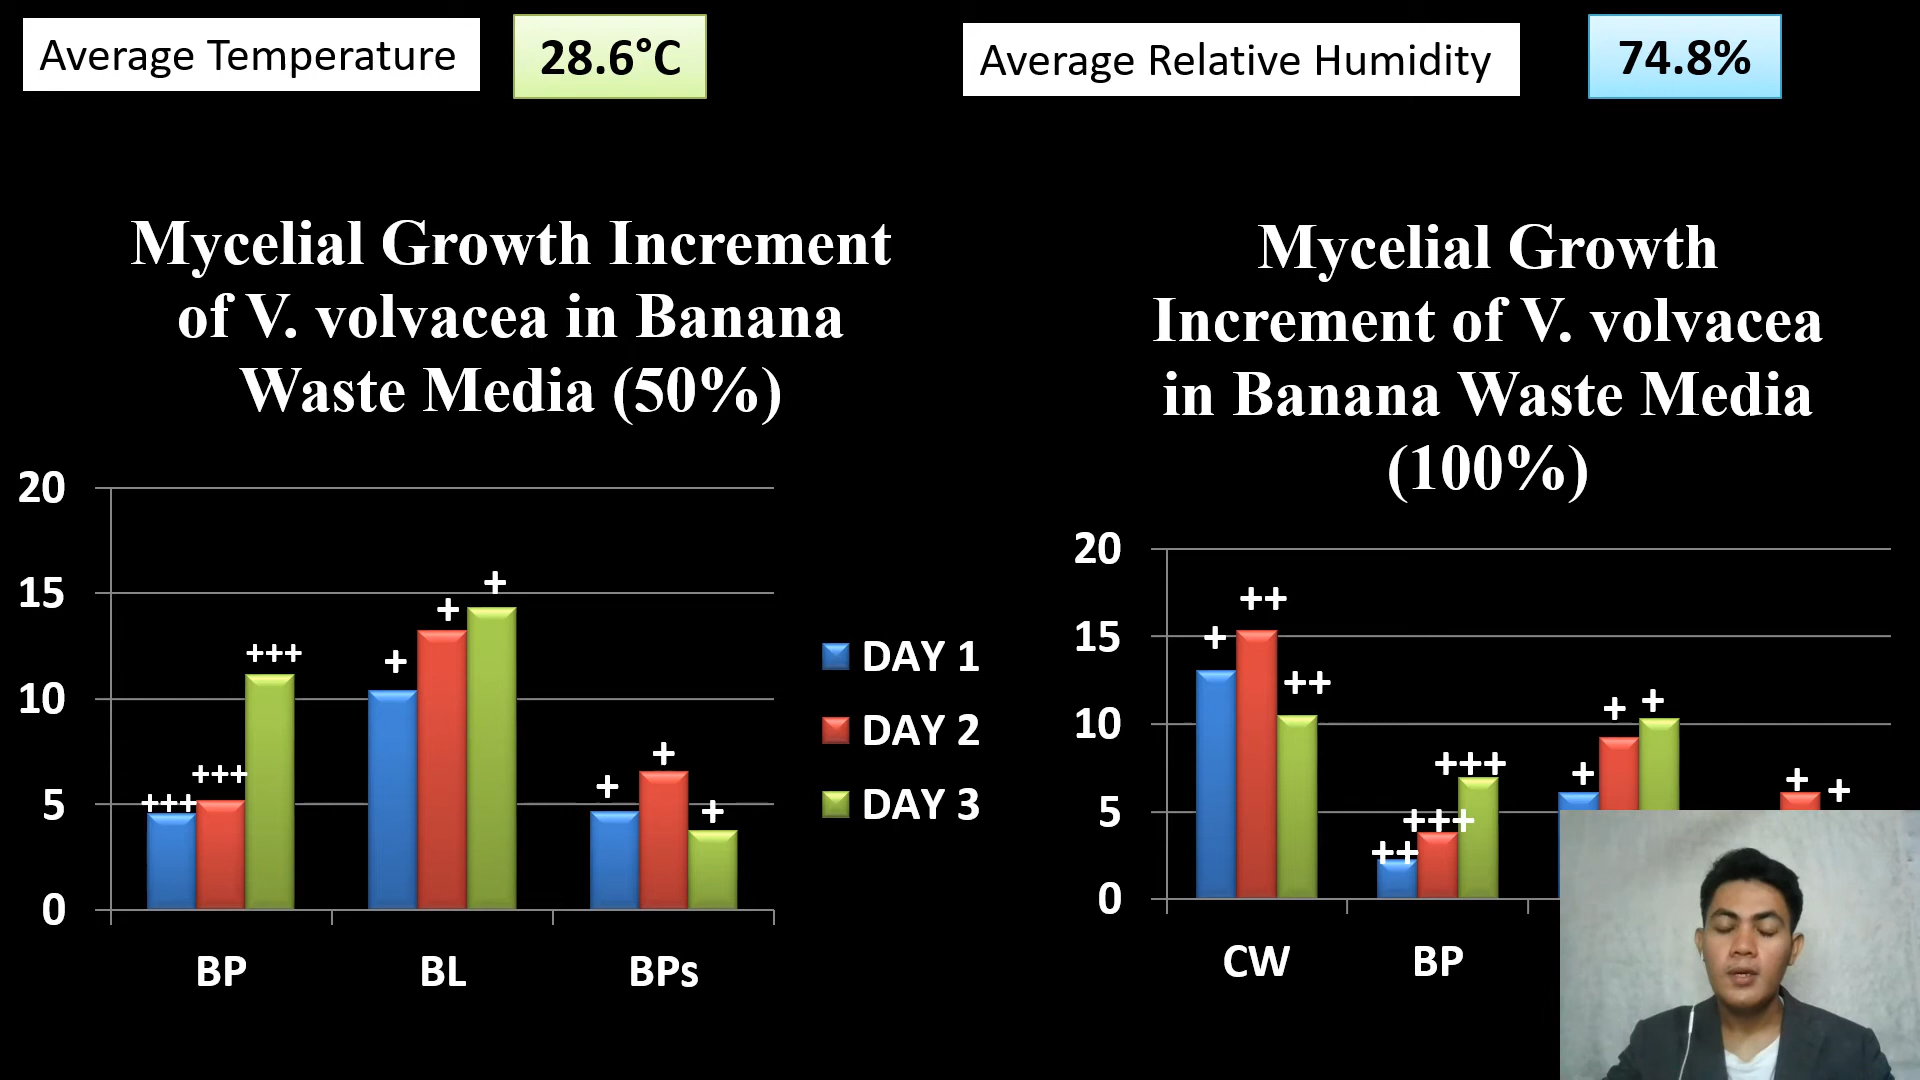 Average Temperature
28.6°C
Average Relative Humidity
74.8%
Mycelial Growth Increment
of V. volvacea in Banana
Waste Media (50%)
20
15
10
5
0
+++
+++
+++
+
+
+
+
+
+
BP
BL
BPs
DAY 1
DAY 2
DAY 3
Mycelial Growth
Increment of V. volvacea
in Banana Waste Media
(100%)
20
15
10
5
0
+
++
++
++
+++
+++
+
+
+
+
+
CW
BP